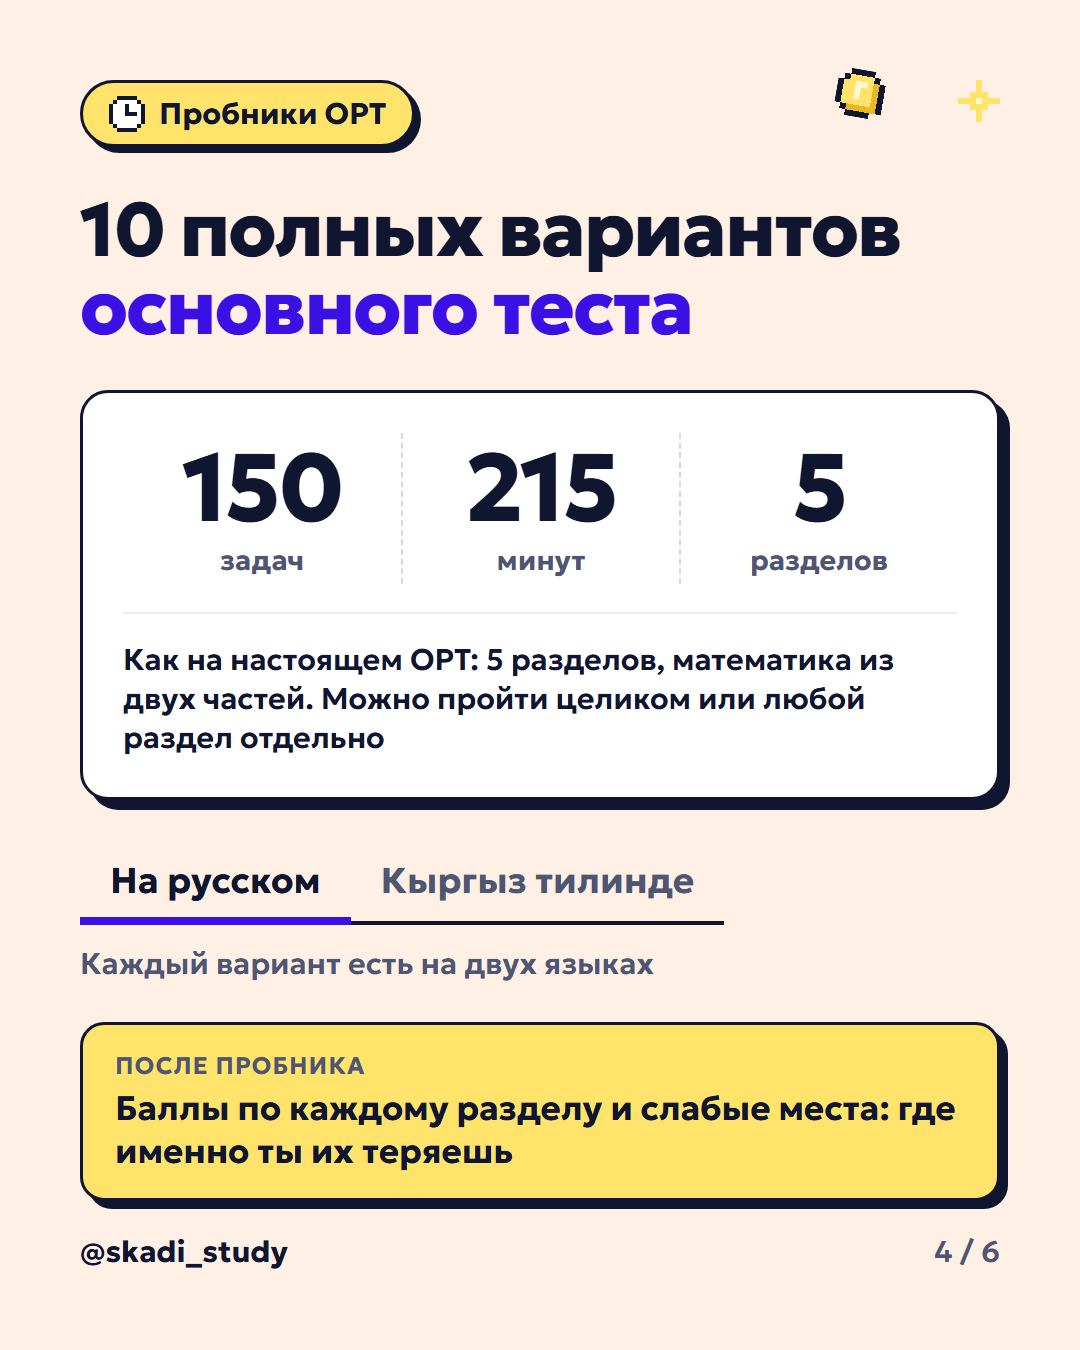 Пробники ОРТ
10 полных вариантов
основного теста
150
задач
215
минут
5
разделов
Как на настоящем ОРТ: 5 разделов, математика из
двух частей. Можно пройти целиком или любой
раздел отдельно
На русском
Кыргыз тилинде
Каждый вариант есть на двух языках
ПОСЛЕ ПРОБНИКА
Баллы по каждому разделу и слабые места: где
именно ты их теряешь
@skadi_study
4 / 6